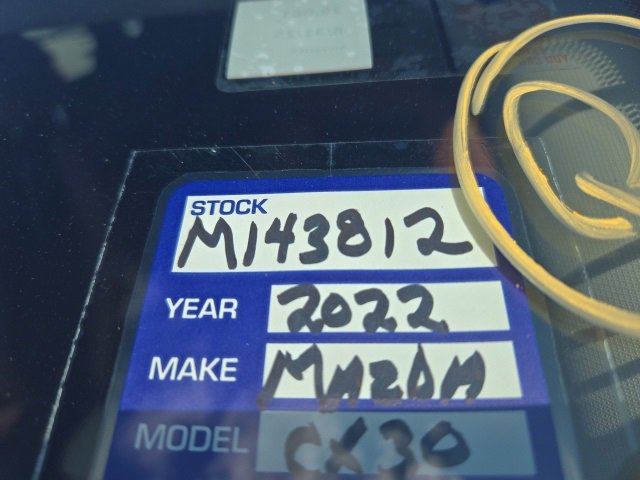 STOCK
M143812
YEAR 2022
MAKE MAZDA
MODEL CX30